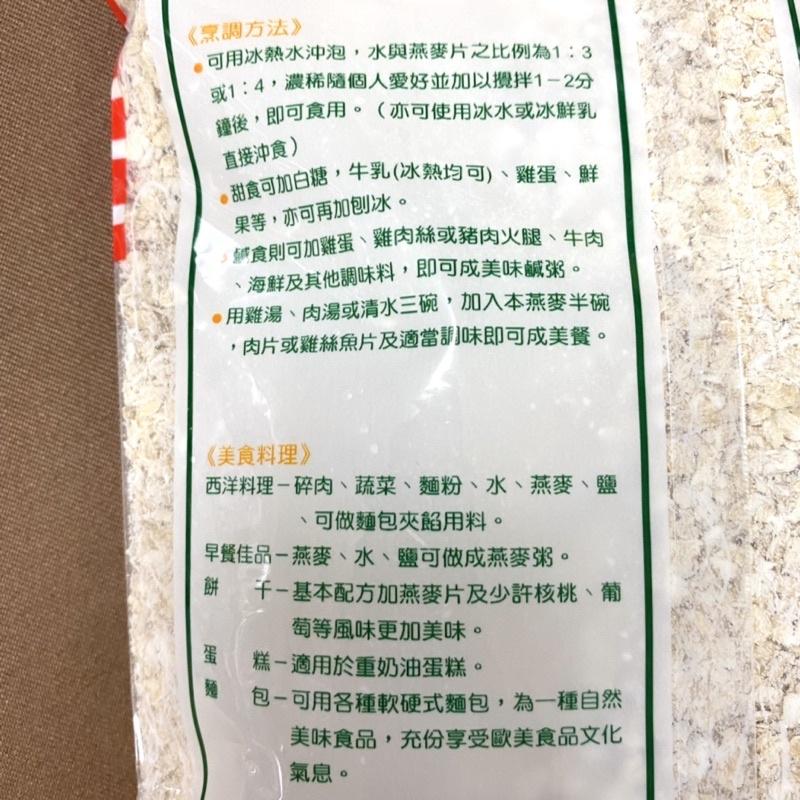 《烹調方法》
●可用冰熱水沖泡，水與燕麥片之比例為1：3
或1：4，濃稀隨個人愛好並加以攪拌1－2分
鐘後，即可食用。（亦可使用冰水或冰鮮乳
直接沖食）
●甜食可加白糖，牛乳(冰熱均可)、雞蛋、鮮
果等，亦可再加刨冰。
●鹹食則可加雞蛋、雞肉絲或豬肉火腿、牛肉
、海鮮及其他調味料，即可成美味鹹粥。
●用雞湯、肉湯或清水三碗，加入本燕麥半碗
，肉片或雞絲魚片及適當調味即可成美餐。
《美食料理》
西洋料理－碎肉、蔬菜、麵粉、水、燕麥、鹽
、可做麵包夾餡用料。
早餐佳品－燕麥、水、鹽可做成燕麥粥。
餅　干－基本配方加燕麥片及少許核桃、葡
萄等風味更加美味。
蛋　糕－適用於重奶油蛋糕。
麵　包－可用各種軟硬式麵包，為一種自然
美味食品，充份享受歐美食品文化
氣息。